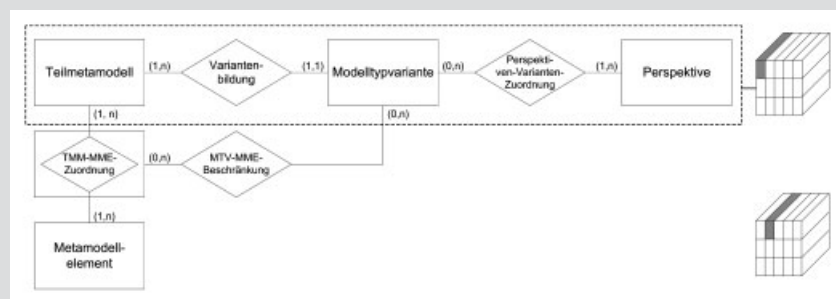 Teilmetamodell
(1,n)
Varianten-
bildung
(1,1)
Modelltypvariante
(0,n)
Perspekti-
ven-Varianten-
Zuordnung
(1,n)
Perspektive
(1, n)
(0,n)
TMM-MME-
Zuordnung
(0,n)
MTV-MME-
Beschränkung
(1,n)
Metamodell-
element